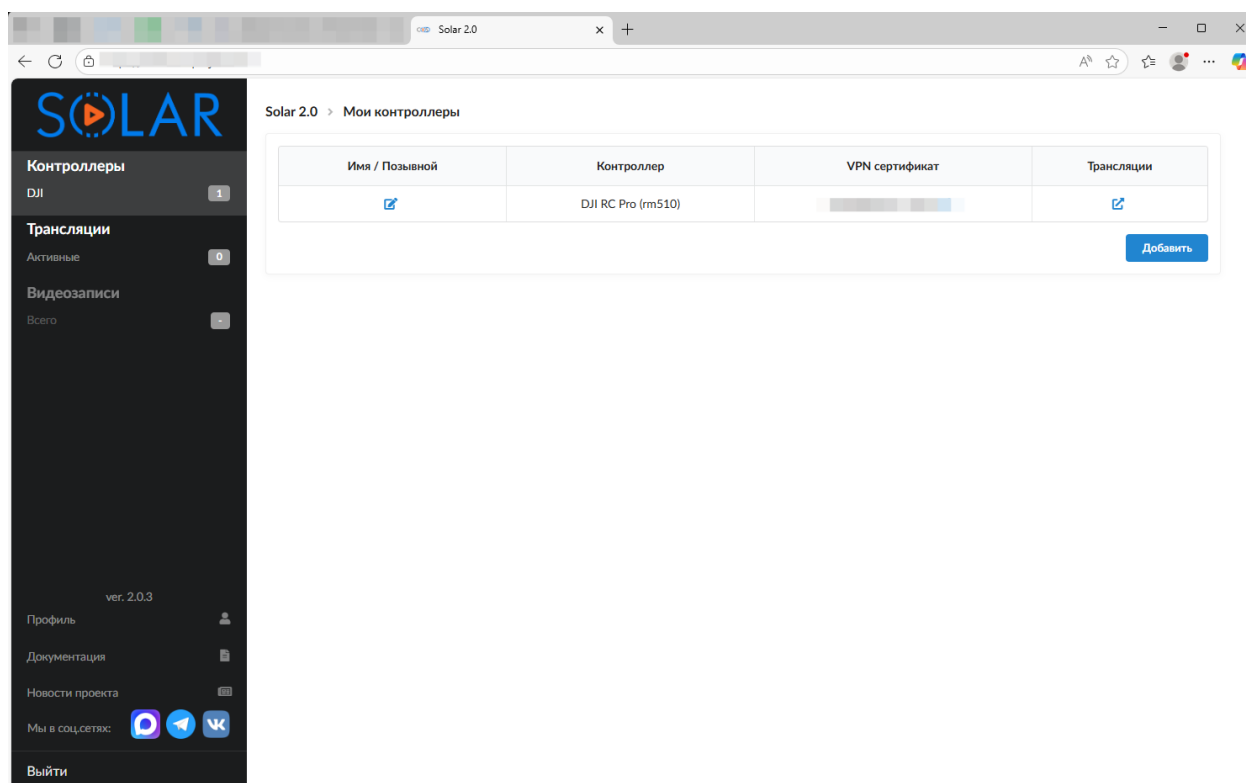 Solar 2.0
SOLAR
Контроллеры
DJI 1
Трансляции
Активные 0
Видеозаписи
Всего -
ver. 2.0.3
Профиль
Документация
Новости проекта
Мы в соц.сетях:
Выйти
Solar 2.0 > Мои контроллеры
Имя / Позывной Контроллер VPN сертификат Трансляции
DJI RC Pro (rm510)
Добавить